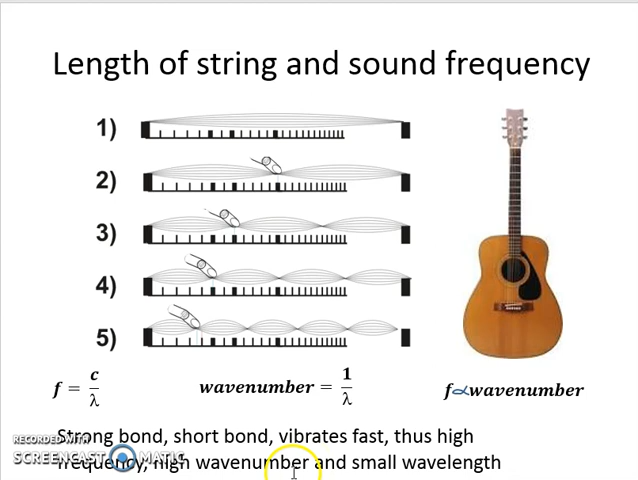 Length of string and sound frequency
1)
2)
3)
4)
5)
f = c/λ
wavenumber = 1/λ
f∝wavenumber
Strong bond, short bond, vibrates fast, thus high
frequency, high wavenumber and small wavelength
RECORDED WITH
SCREENCAST MATIC